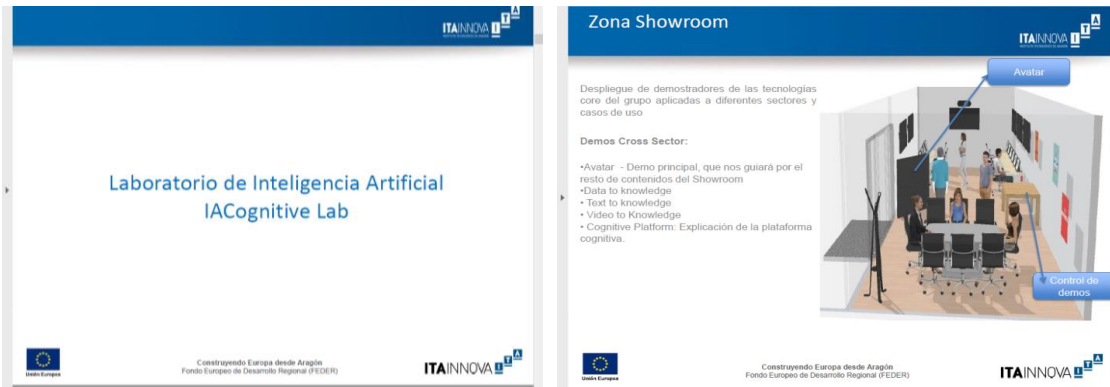 ITAINNOVA
Laboratorio de Inteligencia Artificial
IACognitive Lab
Unión Europea
Construyendo Europa desde Aragón
Fondo Europeo de Desarrollo Regional (FEDER)
ITAINNOVA
Zona Showroom
ITAINNOVA
Avatar
Despliegue de demostradores de las tecnologías
core del grupo aplicadas a diferentes sectores y
casos de uso
Demos Cross Sector:
•Avatar - Demo principal, que nos guiará por el
resto de contenidos del Showroom
•Data to knowledge
• Text to knowledge
• Video to Knowledge
• Cognitive Platform: Explicación de la plataforma
cognitiva.
Control de
demos
Unión Europea
Construyendo Europa desde Aragón
Fondo Europeo de Desarrollo Regional (FEDER)
ITAINNOVA